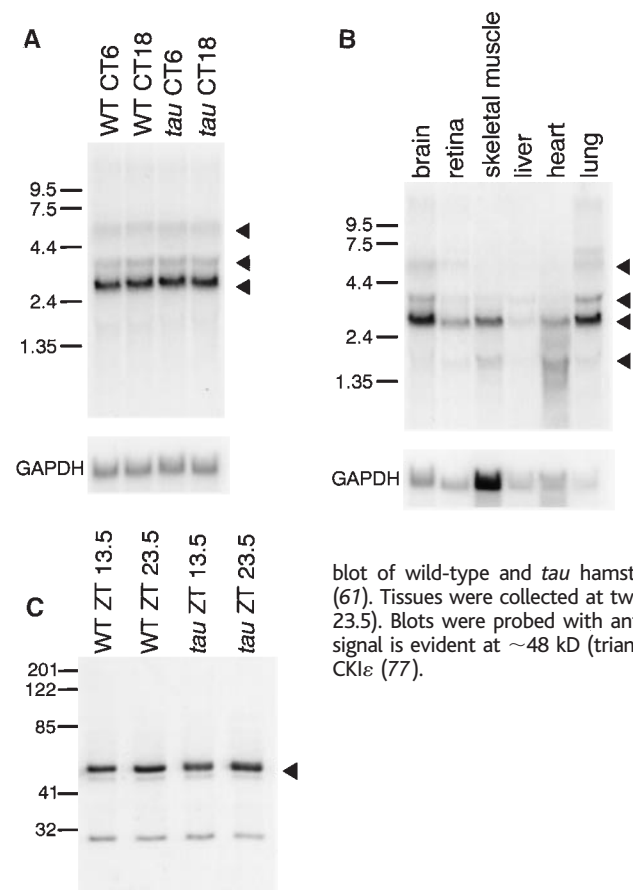 A
WT CT6
WT CT18
tau CT6
tau CT18
9.5
7.5
4.4
2.4
1.35
GAPDH
B
brain
retina
skeletal muscle
liver
heart
lung
9.5
7.5
4.4
2.4
1.35
GAPDH
C
WT ZT 13.5
WT ZT 23.5
tau ZT 13.5
tau ZT 23.5
201
122
85
41
32
blot of wild-type and tau hamst
(61). Tissues were collected at tw
23.5). Blots were probed with an
signal is evident at ~48 kD (trian
CKIε (77).